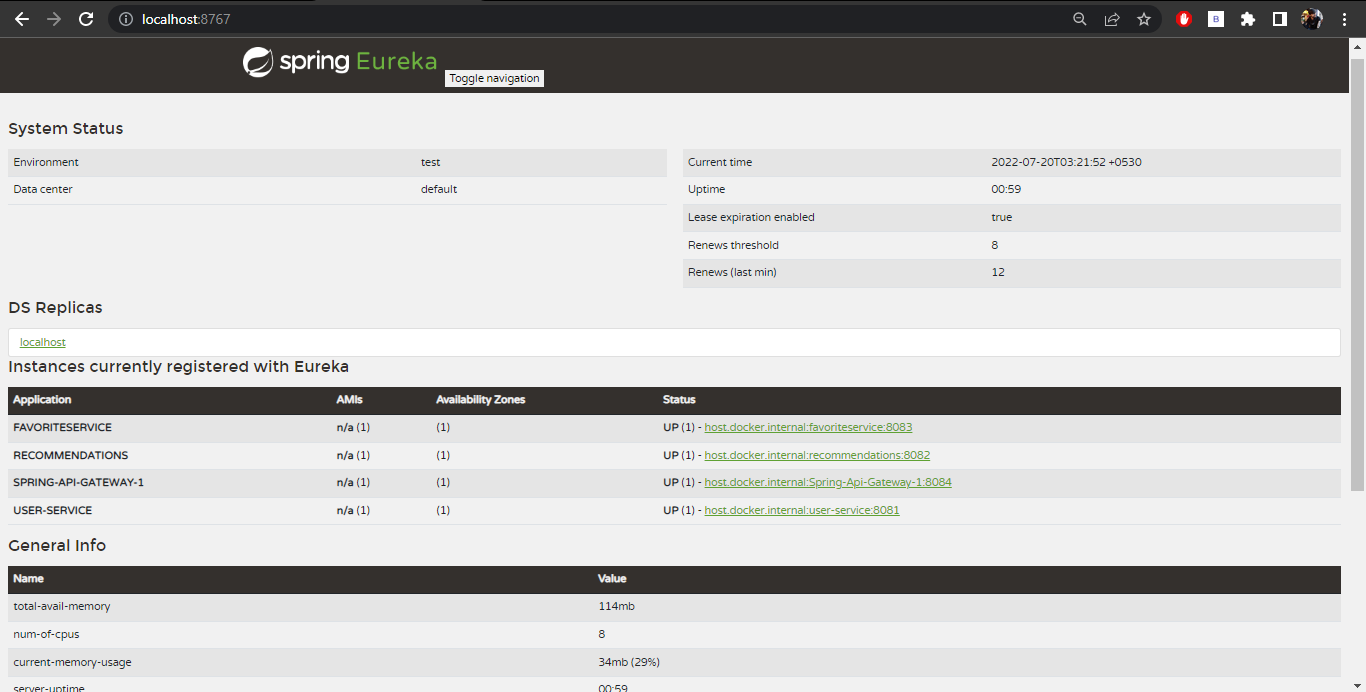 localhost:8767
B
spring Eureka
Toggle navigation
System Status
Environment test
Data center default
Current time 2022-07-20T03:21:52 +0530
Uptime 00:59
Lease expiration enabled true
Renews threshold 8
Renews (last min) 12
DS Replicas
localhost
Instances currently registered with Eureka
Application AMIs Availability Zones Status
FAVORITESERVICE n/a (1) (1) UP (1) - host.docker.internal:favoriteservice:8083
RECOMMENDATIONS n/a (1) (1) UP (1) - host.docker.internal:recommendations:8082
SPRING-API-GATEWAY-1 n/a (1) (1) UP (1) - host.docker.internal:Spring-Api-Gateway-1:8084
USER-SERVICE n/a (1) (1) UP (1) - host.docker.internal:user-service:8081
General Info
Name Value
total-avail-memory 114mb
num-of-cpus 8
current-memory-usage 34mb (29%)
server-uptime 00:59